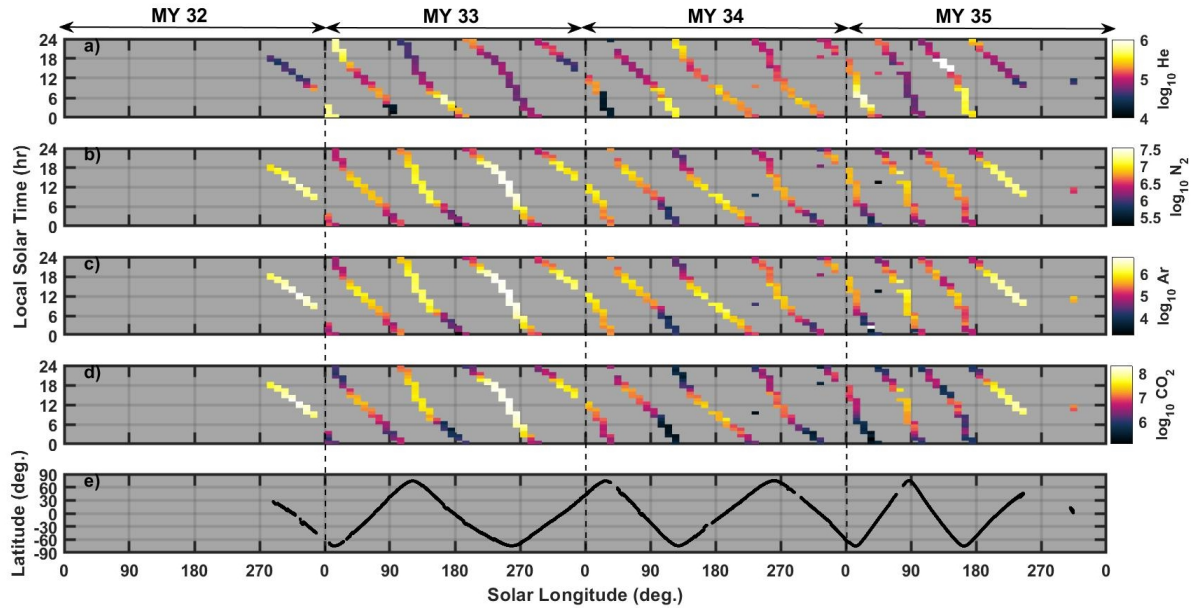 MY 32 MY 33 MY 34 MY 35
a)
24
18
12
6
0
6
5
4
log10 He
b)
24
18
12
6
0
7.5
7
6.5
6
5.5
log10 N2
c)
24
18
12
6
0
6
5
4
log10 Ar
d)
24
18
12
6
0
8
7
6
log10 CO2
Local Solar Time (hr)
e)
90
60
30
0
-30
-60
-90
Latitude (deg.)
0 90 180 270 0 90 180 270 0 90 180 270 0 90 180 270 0
Solar Longitude (deg.)